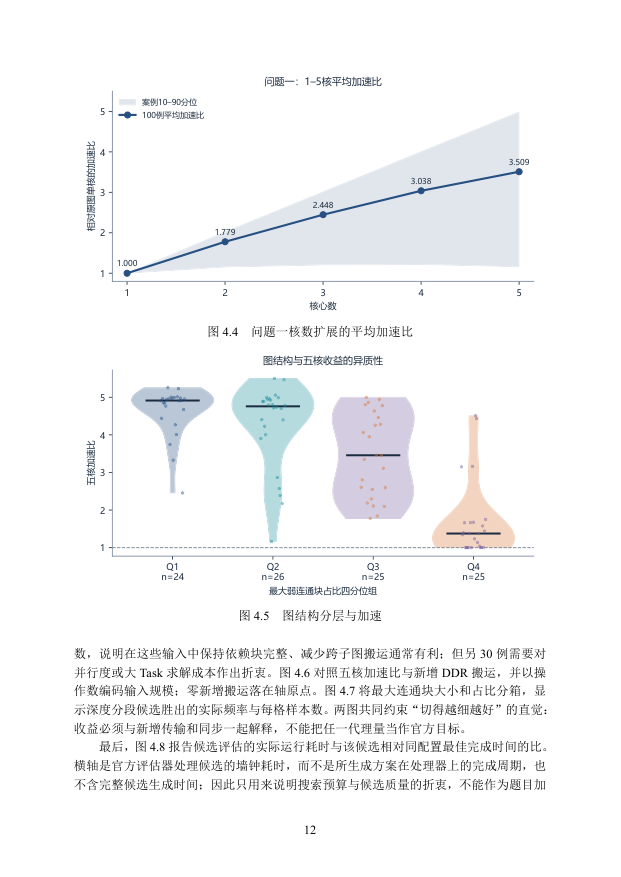 问题一：1–5核平均加速比
案例10–90分位
100例平均加速比
相对原图单核的加速比
5
4
3
2
1
1.000
1.779
2.448
3.038
3.509
1 2 3 4 5
核心数
图 4.4 问题一核数扩展的平均加速比
图结构与五核收益的异质性
五核加速比
5
4
3
2
1
Q1 Q2 Q3 Q4
n=24 n=26 n=25 n=25
最大弱连通块占比四分位组
图 4.5 图结构分层与加速
数，说明在这些输入中保持依赖块完整、减少跨子图搬运通常有利；但另 30 例需要对
并行度或大 Task 求解成本作出折衷。图 4.6 对照五核加速比与新增 DDR 搬运，并以操
作数编码输入规模；零新增搬运落在轴原点。图 4.7 将最大连通块大小和占比分箱，显
示深度分段候选胜出的实际频率与每格样本数。两图共同约束“切得越细越好”的直觉：
收益必须与新增传输和同步一起解释，不能把任一代理量当作官方目标。
最后，图 4.8 报告候选评估的实际运行耗时与该候选相对同配置最佳完成时间的比。
横轴是官方评估器处理候选的墙钟耗时，而不是所生成方案在处理器上的完成周期，也
不含完整候选生成时间；因此只用来说明搜索预算与候选质量的折衷，不能作为题目加
12